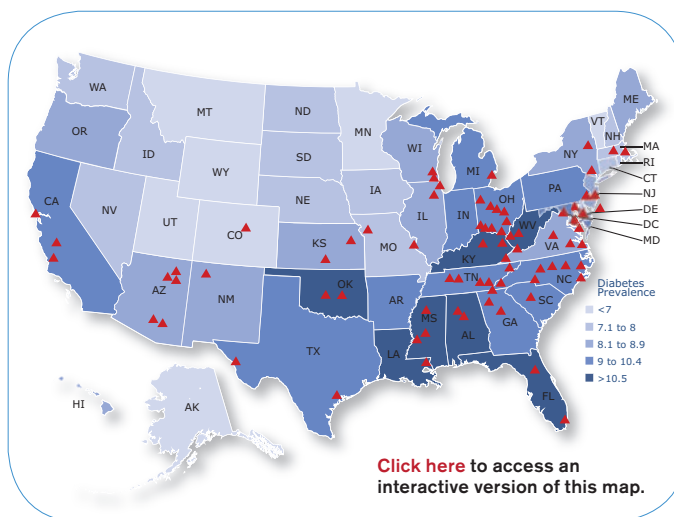 WA
MT
ND
MN
VT
ME
OR
ID
SD
WI
NH
MA
WY
MI
NY
RI
CT
NV
NE
IA
PA
NJ
CA
UT
CO
IL
IN
OH
WV
DE
DC
MD
KS
MO
KY
VA
AZ
NM
OK
AR
TN
NC
SC
MS
AL
GA
TX
LA
FL
HI
AK
Diabetes
Prevalence
<7
7.1 to 8
8.1 to 8.9
9 to 10.4
>10.5
Click here to access an
interactive version of this map.